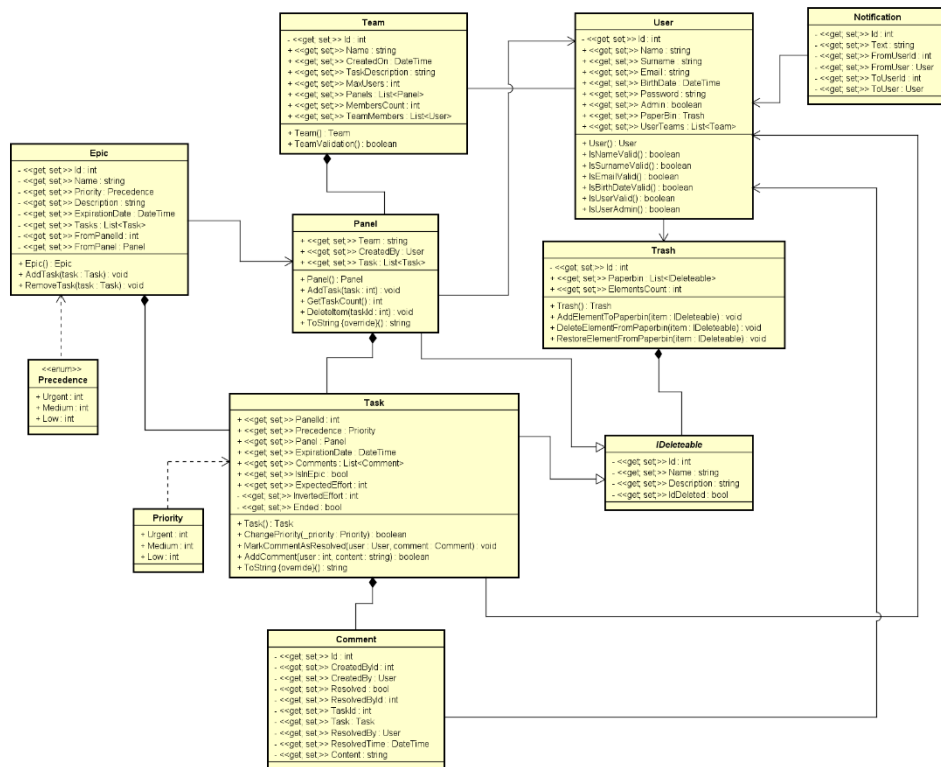 Team
- <<get; set;>> Id : int
+ <<get; set;>> Name : string
+ <<get; set;>> CreatedOn : DateTime
+ <<get; set;>> TaskDescription : string
+ <<get; set;>> MaxUsers : int
+ <<get; set;>> Panels : List<Panel>
+ <<get; set;>> MembersCount : int
+ <<get; set;>> TeamMembers : List<User>
+ Team() : Team
+ TeamValidation() : boolean
User
- <<get; set;>> Id : int
+ <<get; set;>> Name : string
+ <<get; set;>> Surname : string
+ <<get; set;>> Email : string
+ <<get; set;>> BirthDate : DateTime
+ <<get; set;>> Password : string
+ <<get; set;>> Admin : boolean
+ <<get; set;>> PaperBin : Trash
+ <<get; set;>> UserTeams : List<Team>
+ User() : User
+ IsNameValid() : boolean
+ IsSurnameValid() : boolean
+ IsEmailValid() : boolean
+ IsBirthDateValid() : boolean
+ IsUserValid() : boolean
+ IsUserAdmin() : boolean
Notification
- <<get; set;>> Id : int
- <<get; set;>> Text : string
- <<get; set;>> FromUserId : int
- <<get; set;>> FromUser : User
- <<get; set;>> ToUserId : int
- <<get; set;>> ToUser : User
Epic
- <<get; set;>> Id : int
- <<get; set;>> Name : string
- <<get; set;>> Priority : Precedence
- <<get; set;>> Description : string
- <<get; set;>> ExpirationDate : DateTime
- <<get; set;>> Tasks : List<Task>
- <<get; set;>> FromPanelId : int
- <<get; set;>> FromPanel : Panel
+ Epic() : Epic
+ AddTask(task : Task) : void
+ RemoveTask(task : Task) : void
Panel
+ <<get; set;>> Team : string
+ <<get; set;>> CreatedBy : User
+ <<get; set;>> Task : List<Task>
+ Panel() : Panel
+ AddTask(task : int) : void
+ GetTaskCount() : int
+ DeleteItem(taskId : int) : void
+ ToString {override}() : string
Trash
- <<get; set;>> Id : int
+ <<get; set;>> Paperbin : List<IDeleteable>
+ <<get; set;>> ElementsCount : int
+ Trash() : Trash
+ AddElementToPaperbin(item : IDeleteable) : void
+ DeleteElementFromPaperbin(item : IDeleteable) : void
+ RestoreElementFromPaperbin(item : IDeleteable) : void
<<enum>>
Precedence
+ Urgent : int
+ Medium : int
+ Low : int
Task
+ <<get; set;>> PanelId : int
+ <<get; set;>> Precedence : Priority
+ <<get; set;>> Panel : Panel
+ <<get; set;>> ExpirationDate : DateTime
+ <<get; set;>> Comments : List<Comment>
+ <<get; set;>> IsInEpic : bool
+ <<get; set;>> ExpectedEffort : int
- <<get; set;>> InvertedEffort : int
- <<get; set;>> Ended : bool
+ Task() : Task
+ ChangePriority(_priority : Priority) : boolean
+ MarkCommentAsResolved(user : User, comment : Comment) : void
+ AddComment(user : int, content : string) : boolean
+ ToString {override}() : string
IDeleteable
- <<get; set;>> Id : int
- <<get; set;>> Name : string
- <<get; set;>> Description : string
- <<get; set;>> IdDeleted : bool
Priority
+ Urgent : int
+ Medium : int
+ Low : int
Comment
- <<get; set;>> Id : int
- <<get; set;>> CreatedById : int
- <<get; set;>> CreatedBy : User
- <<get; set;>> Resolved : bool
- <<get; set;>> ResolvedById : int
- <<get; set;>> TaskId : int
- <<get; set;>> Task : Task
- <<get; set;>> ResolvedBy : User
- <<get; set;>> ResolvedTime : DateTime
- <<get; set;>> Content : string